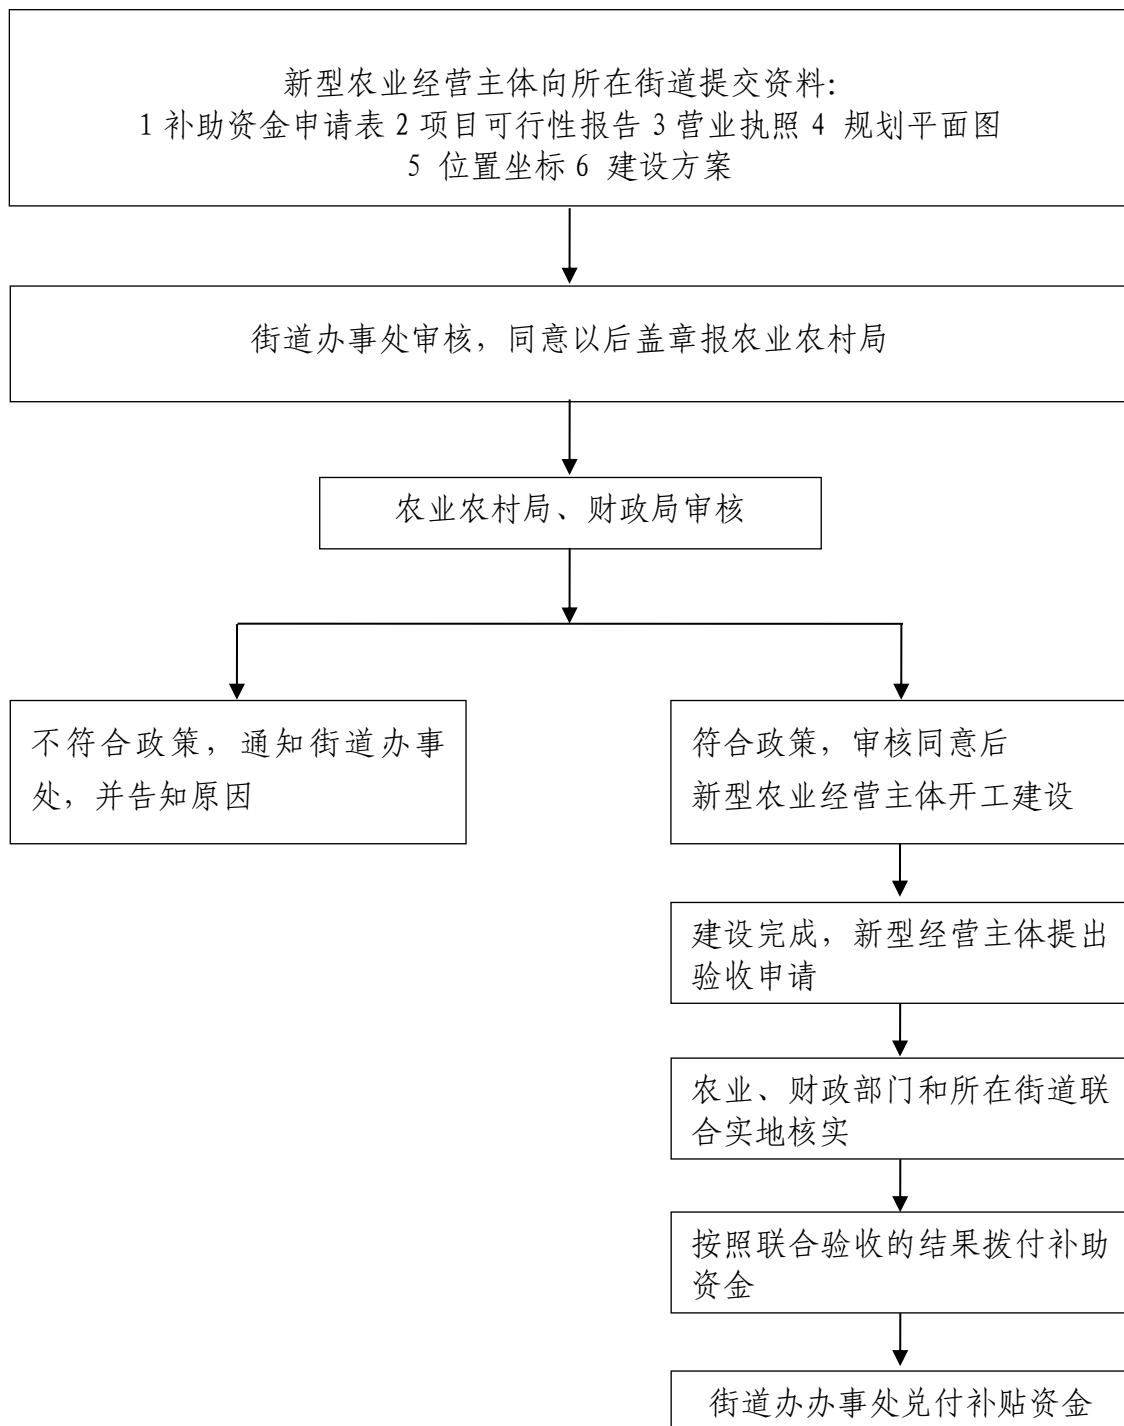 新型农业经营主体向所在街道提交资料：
1 补助资金申请表 2 项目可行性报告 3 营业执照 4 规划平面图
5 位置坐标 6 建设方案
街道办事处审核，同意以后盖章报农业农村局
农业农村局、财政局审核
不符合政策，通知街道办事
处，并告知原因
符合政策，审核同意后
新型农业经营主体开工建设
建设完成，新型经营主体提出
验收申请
农业、财政部门和所在街道联
合实地核实
按照联合验收的结果拨付补助
资金
街道办办事处兑付补贴资金